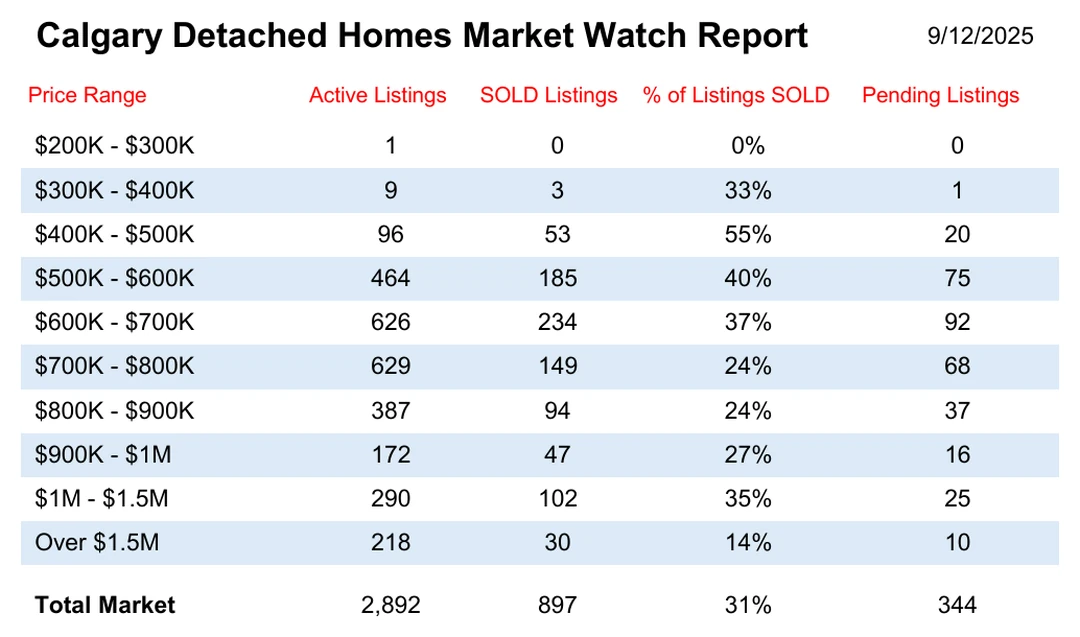 Calgary Detached Homes Market Watch Report 9/12/2025
Price Range Active Listings SOLD Listings % of Listings SOLD Pending Listings
$200K - $300K 1 0 0% 0
$300K - $400K 9 3 33% 1
$400K - $500K 96 53 55% 20
$500K - $600K 464 185 40% 75
$600K - $700K 626 234 37% 92
$700K - $800K 629 149 24% 68
$800K - $900K 387 94 24% 37
$900K - $1M 172 47 27% 16
$1M - $1.5M 290 102 35% 25
Over $1.5M 218 30 14% 10
Total Market 2,892 897 31% 344